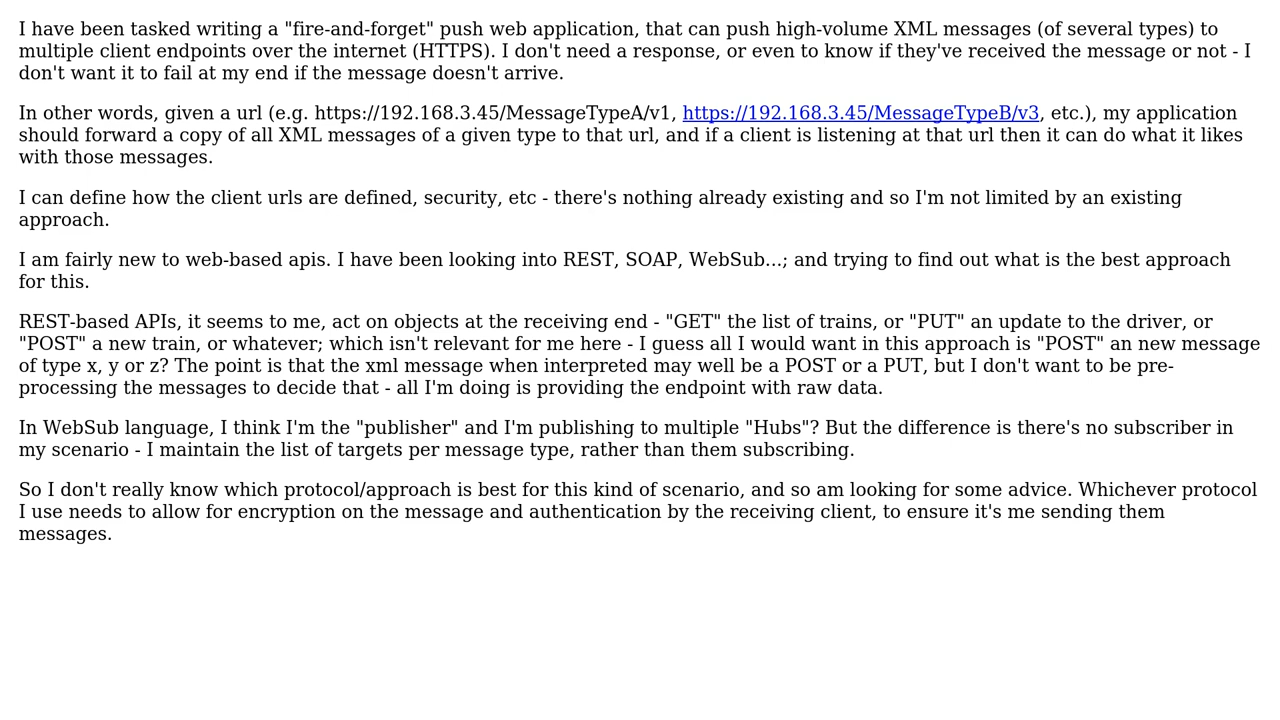 I have been tasked writing a "fire-and-forget" push web application, that can push high-volume XML messages (of several types) to
multiple client endpoints over the internet (HTTPS). I don't need a response, or even to know if they've received the message or not - I
don't want it to fail at my end if the message doesn't arrive.
In other words, given a url (e.g. https://192.168.3.45/MessageTypeA/v1, https://192.168.3.45/MessageTypeB/v3, etc.), my application
should forward a copy of all XML messages of a given type to that url, and if a client is listening at that url then it can do what it likes
with those messages.
I can define how the client urls are defined, security, etc - there's nothing already existing and so I'm not limited by an existing
approach.
I am fairly new to web-based apis. I have been looking into REST, SOAP, WebSub...; and trying to find out what is the best approach
for this.
REST-based APIs, it seems to me, act on objects at the receiving end - "GET" the list of trains, or "PUT" an update to the driver, or
"POST" a new train, or whatever; which isn't relevant for me here - I guess all I would want in this approach is "POST" an new message
of type x, y or z? The point is that the xml message when interpreted may well be a POST or a PUT, but I don't want to be pre-
processing the messages to decide that - all I'm doing is providing the endpoint with raw data.
In WebSub language, I think I'm the "publisher" and I'm publishing to multiple "Hubs"? But the difference is there's no subscriber in
my scenario - I maintain the list of targets per message type, rather than them subscribing.
So I don't really know which protocol/approach is best for this kind of scenario, and so am looking for some advice. Whichever protocol
I use needs to allow for encryption on the message and authentication by the receiving client, to ensure it's me sending them
messages.